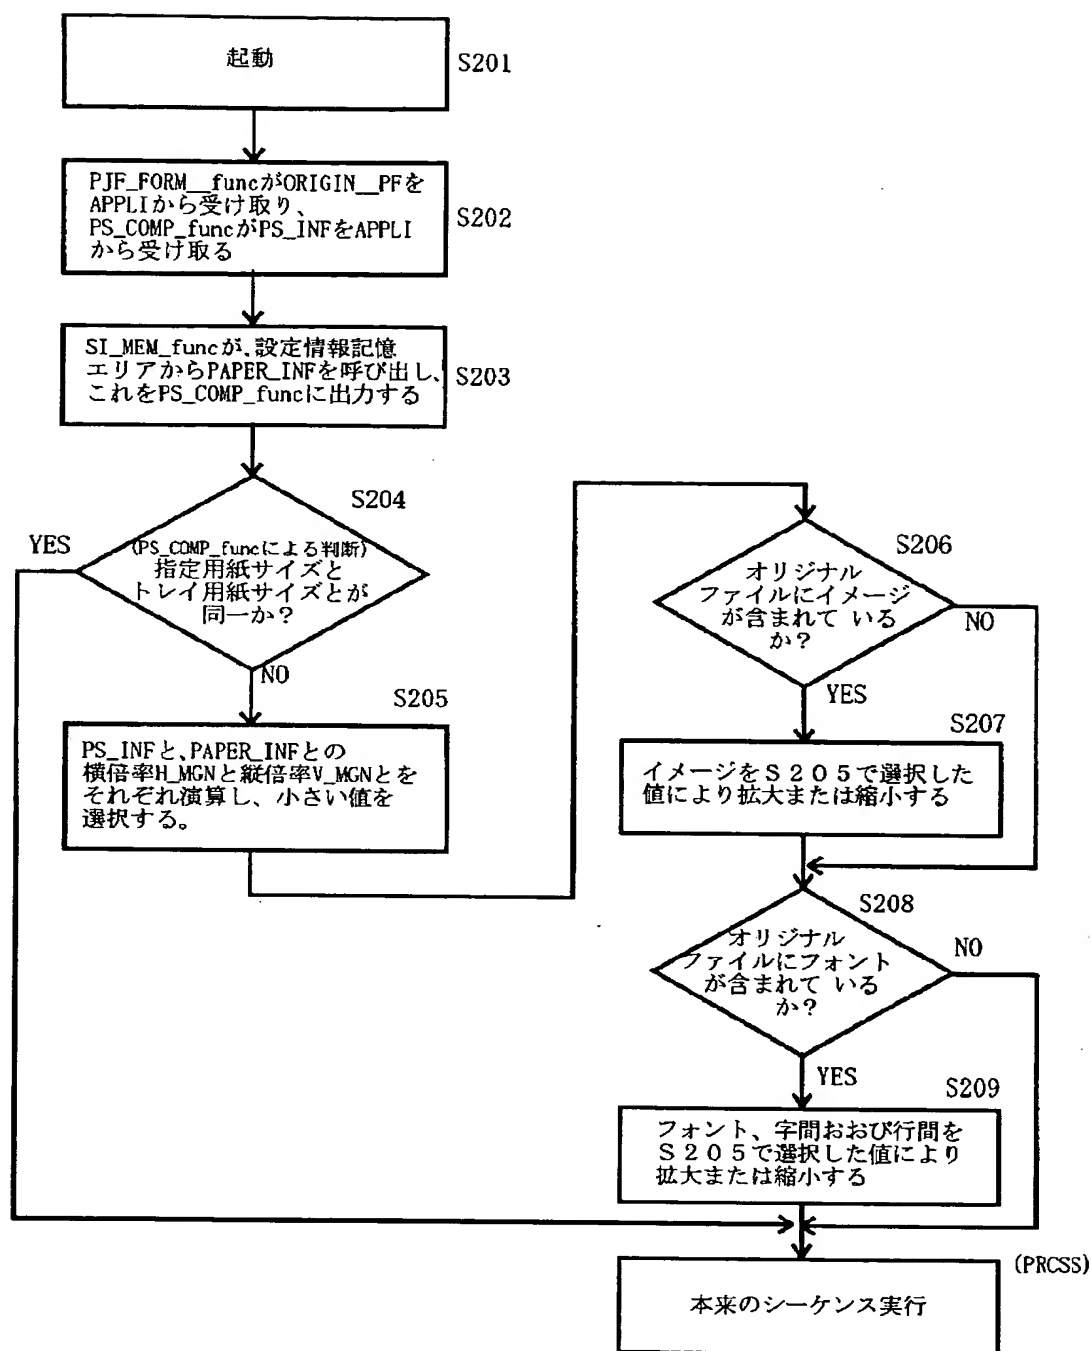 起動
S201
PJF_FORM__funcがORIGIN__PFを
APPLIから受け取り、
PS_COMP_funcがPS_INFをAPPLI
から受け取る
S202
SI_MEM_funcが、設定情報記憶
エリアからPAPER_INFを呼び出し、
これをPS_COMP_funcに出力する
S203
S204
YES
(PS_COMP_funcによる判断)
指定用紙サイズと
トレイ用紙サイズとが
同一か?
NO
S205
PS_INFと、PAPER_INFとの
横倍率H_MGNと縦倍率V_MGNとを
それぞれ演算し、小さい値を
選択する。
S206
オリジナル
ファイルにイメージ
が含まれて いる
か?
NO
YES
S207
イメージをS205で選択した
値により拡大または縮小する
S208
オリジナル
ファイルにフォント
が含まれて いる
か?
NO
YES
S209
フォント、字間おおび行間を
S205で選択した値により
拡大または縮小する
(PRCSS)
本来のシーケンス実行